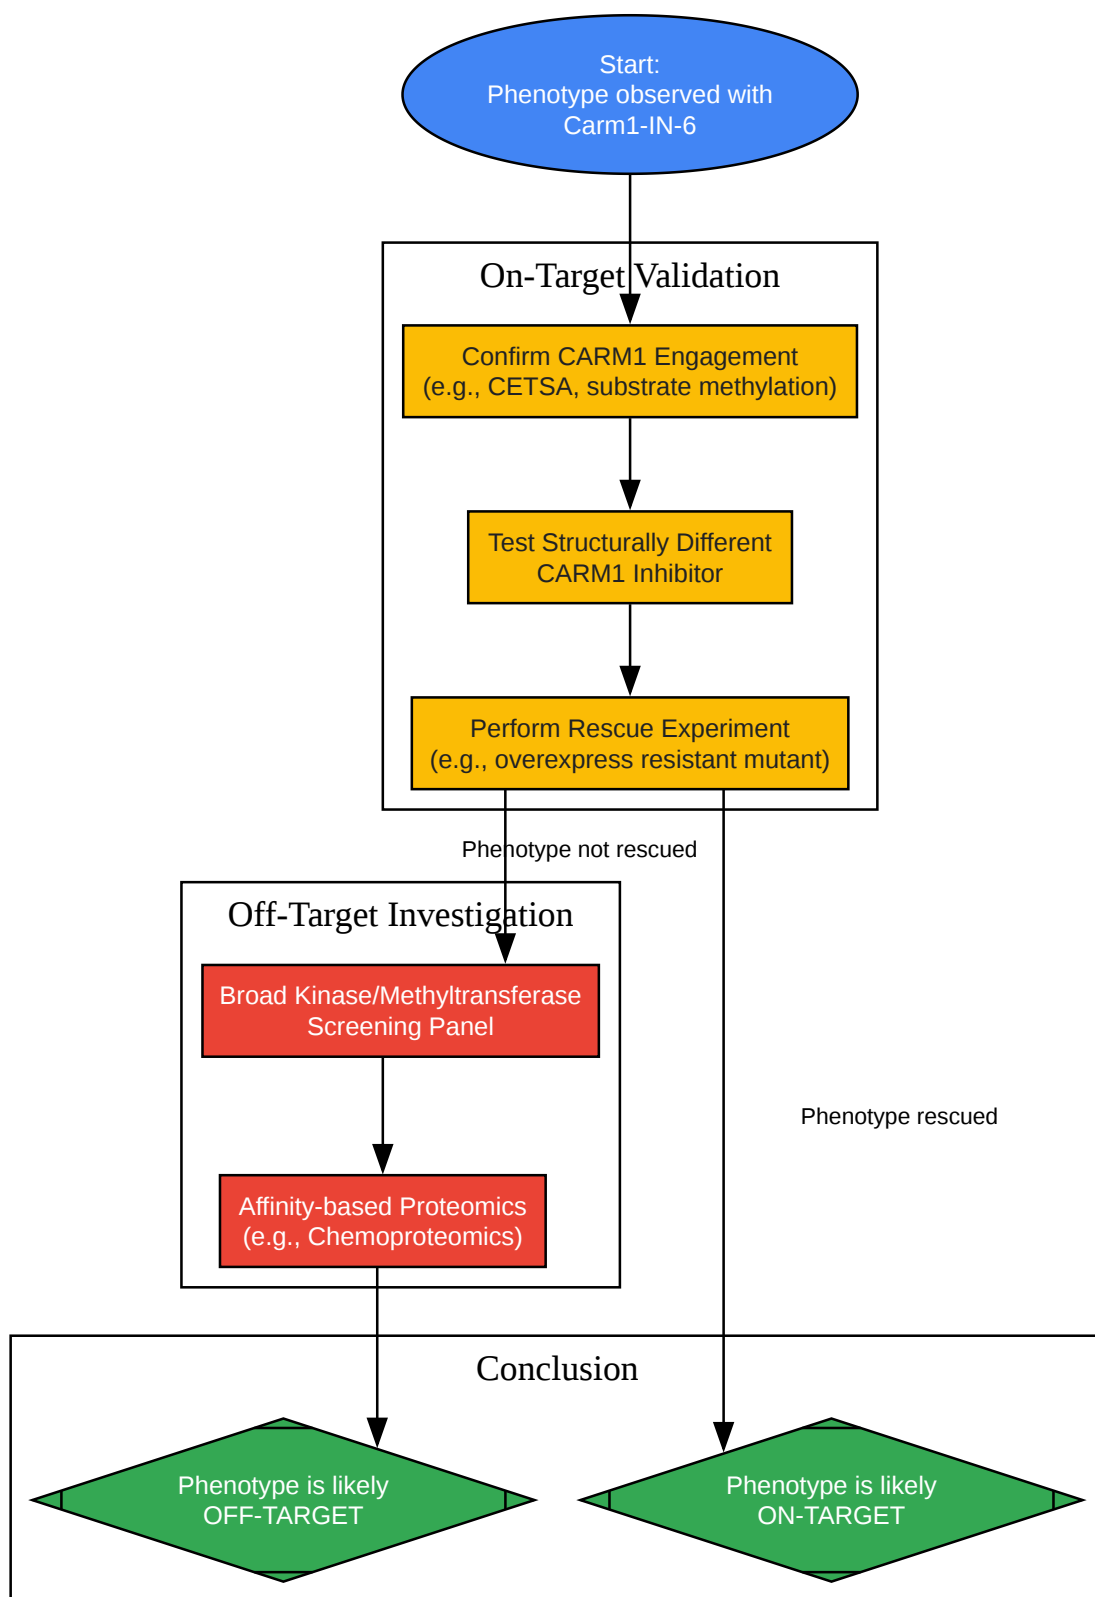 Start:
Phenotype observed with
Carm1-IN-6
On-Target Validation
Confirm CARM1 Engagement
(e.g., CETSA, substrate methylation)
Test Structurally Different
CARM1 Inhibitor
Perform Rescue Experiment
(e.g., overexpress resistant mutant)
Phenotype not rescued
Off-Target Investigation
Broad Kinase/Methyltransferase
Screening Panel
Phenotype rescued
Affinity-based Proteomics
(e.g., Chemoproteomics)
Conclusion
Phenotype is likely
OFF-TARGET
Phenotype is likely
ON-TARGET